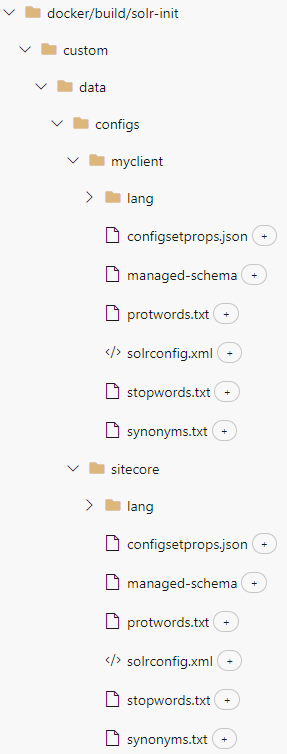 docker/build/solr-init
custom
data
configs
myclient
lang
configsetprops.json +
managed-schema +
protwords.txt +
solrconfig.xml +
stopwords.txt +
synonyms.txt +
sitecore
lang
configsetprops.json +
managed-schema +
protwords.txt +
solrconfig.xml +
stopwords.txt +
synonyms.txt +